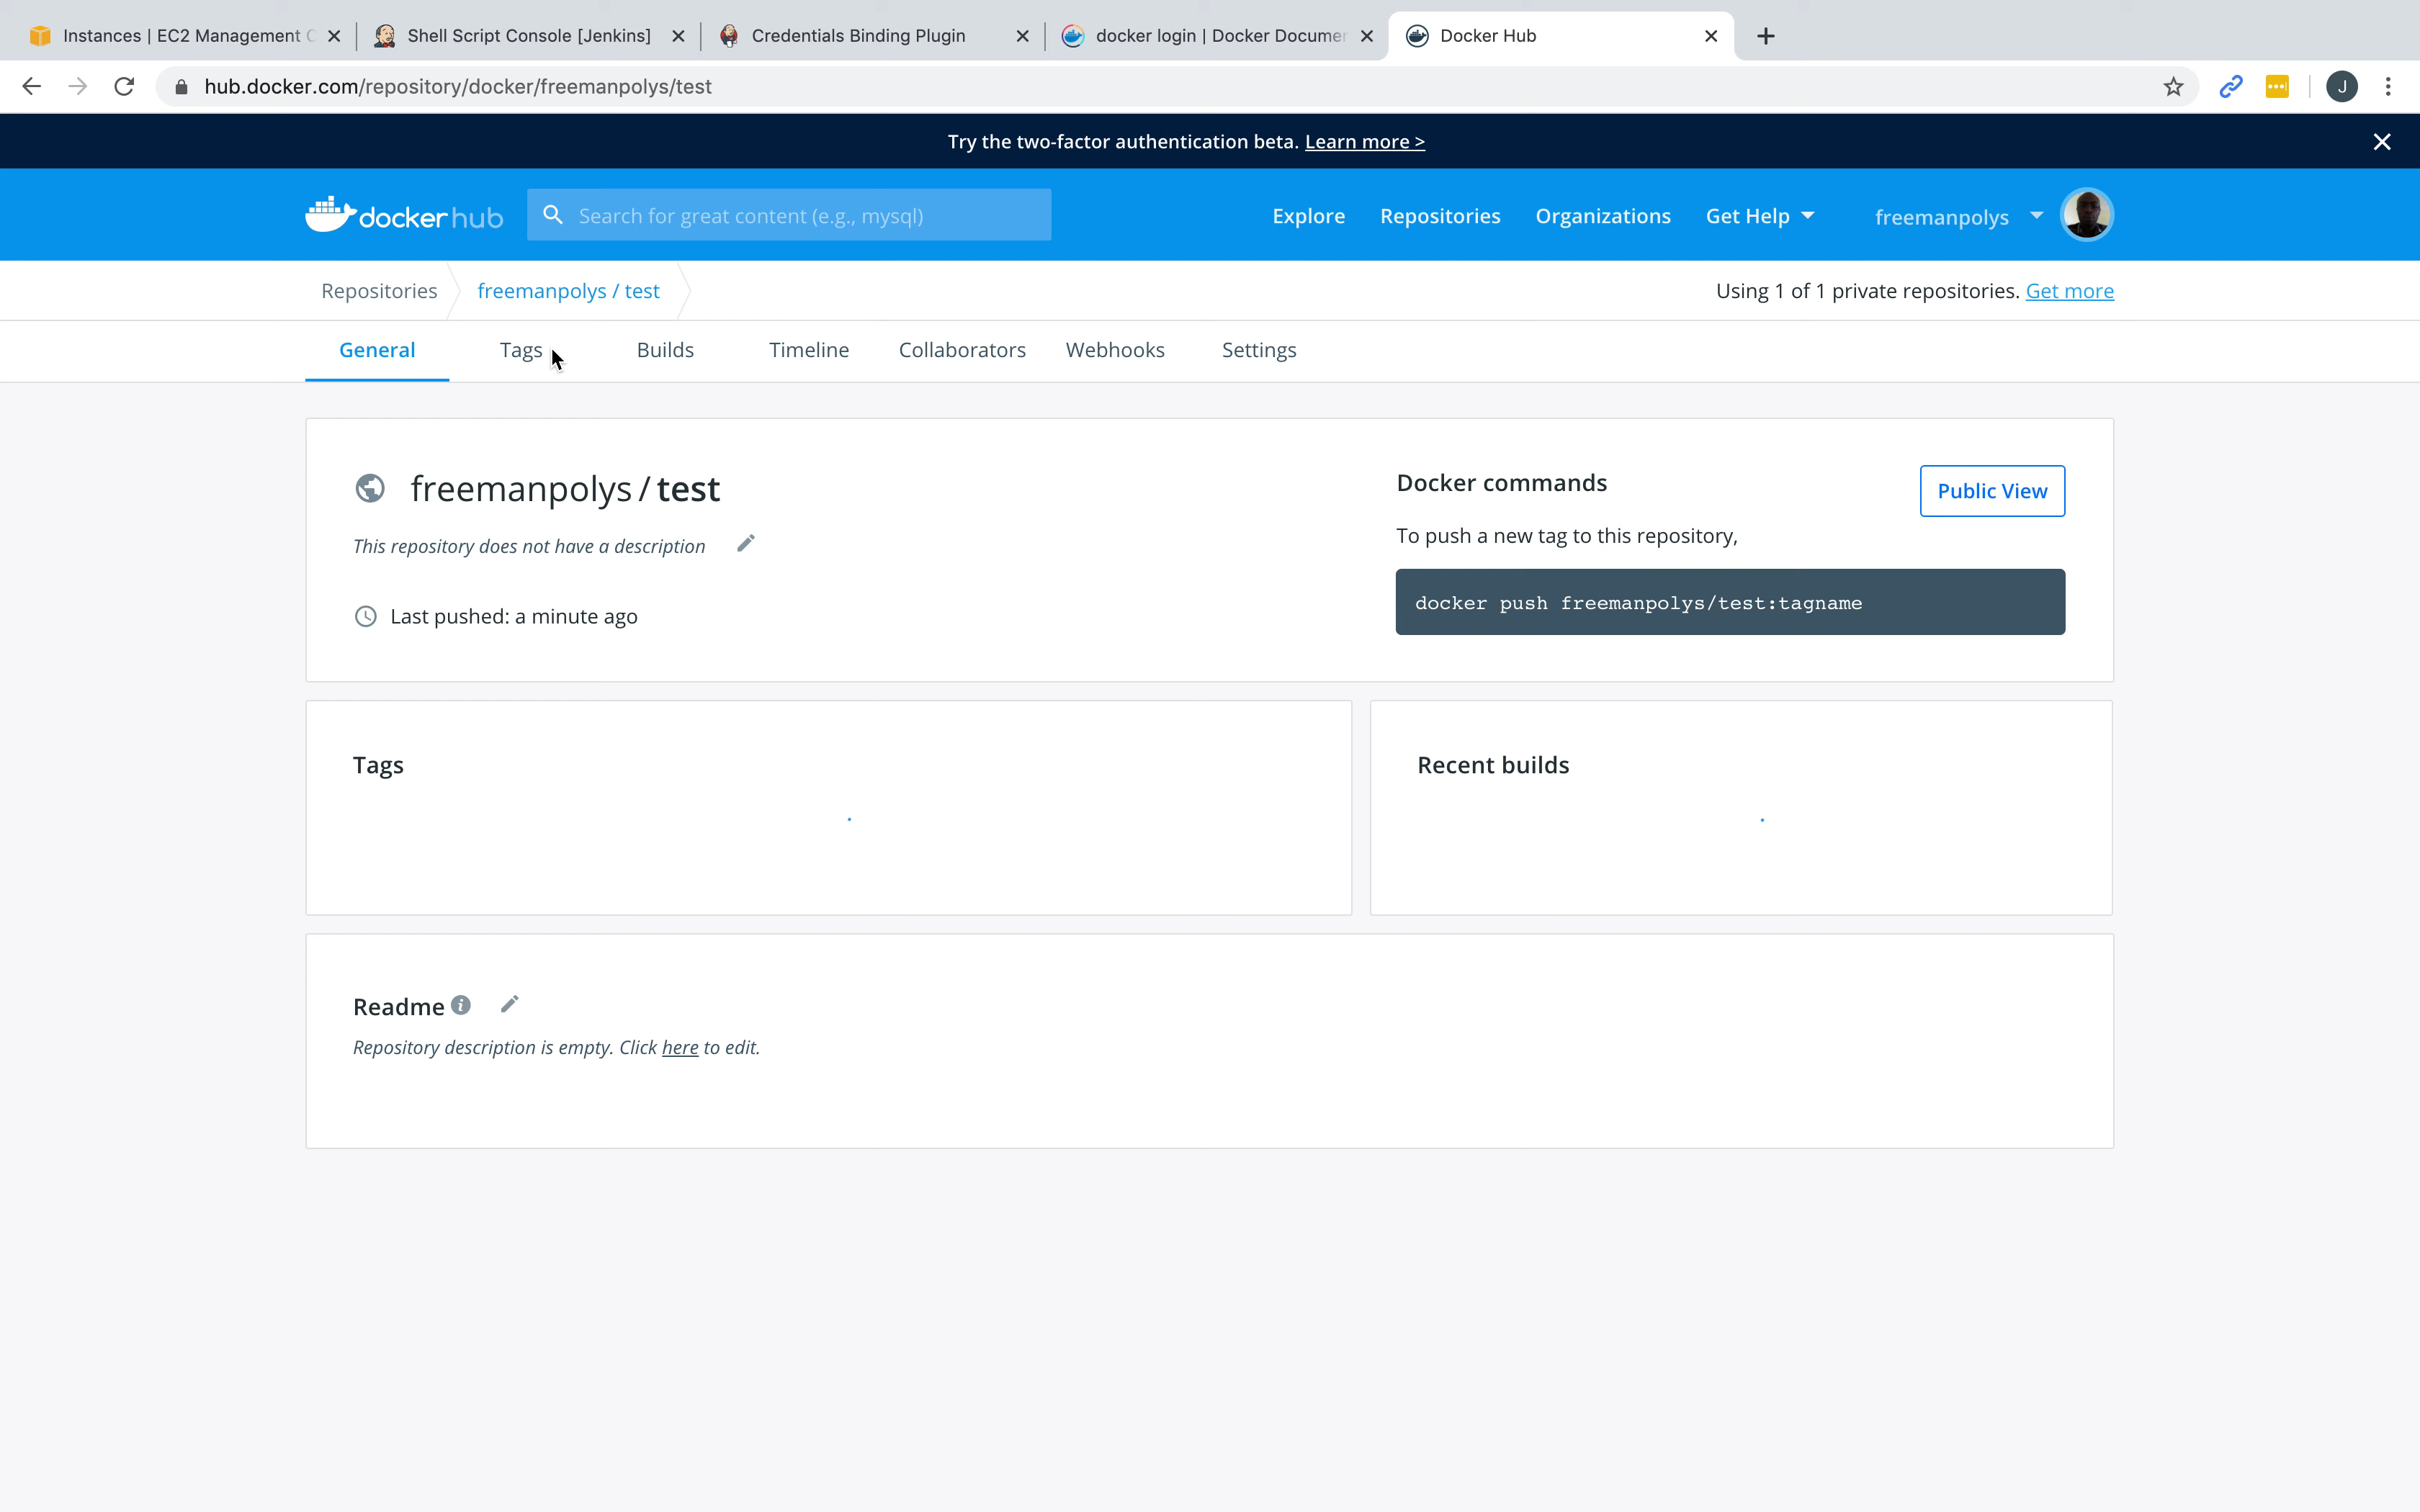 Instances | EC2 Management C
Shell Script Console [Jenkins]
Credentials Binding Plugin
docker login | Docker Documen
Docker Hub
hub.docker.com/repository/docker/freemanpolys/test
J
Try the two-factor authentication beta. Learn more >
docker hub
Search for great content (e.g., mysql)
Explore
Repositories
Organizations
Get Help
freemanpolys
Repositories
freemanpolys / test
Using 1 of 1 private repositories. Get more
General
Tags
Builds
Timeline
Collaborators
Webhooks
Settings
freemanpolys / test
This repository does not have a description
Last pushed: a minute ago
Docker commands
Public View
To push a new tag to this repository,
docker push freemanpolys/test:tagname
Tags
Recent builds
Readme
Repository description is empty. Click here to edit.